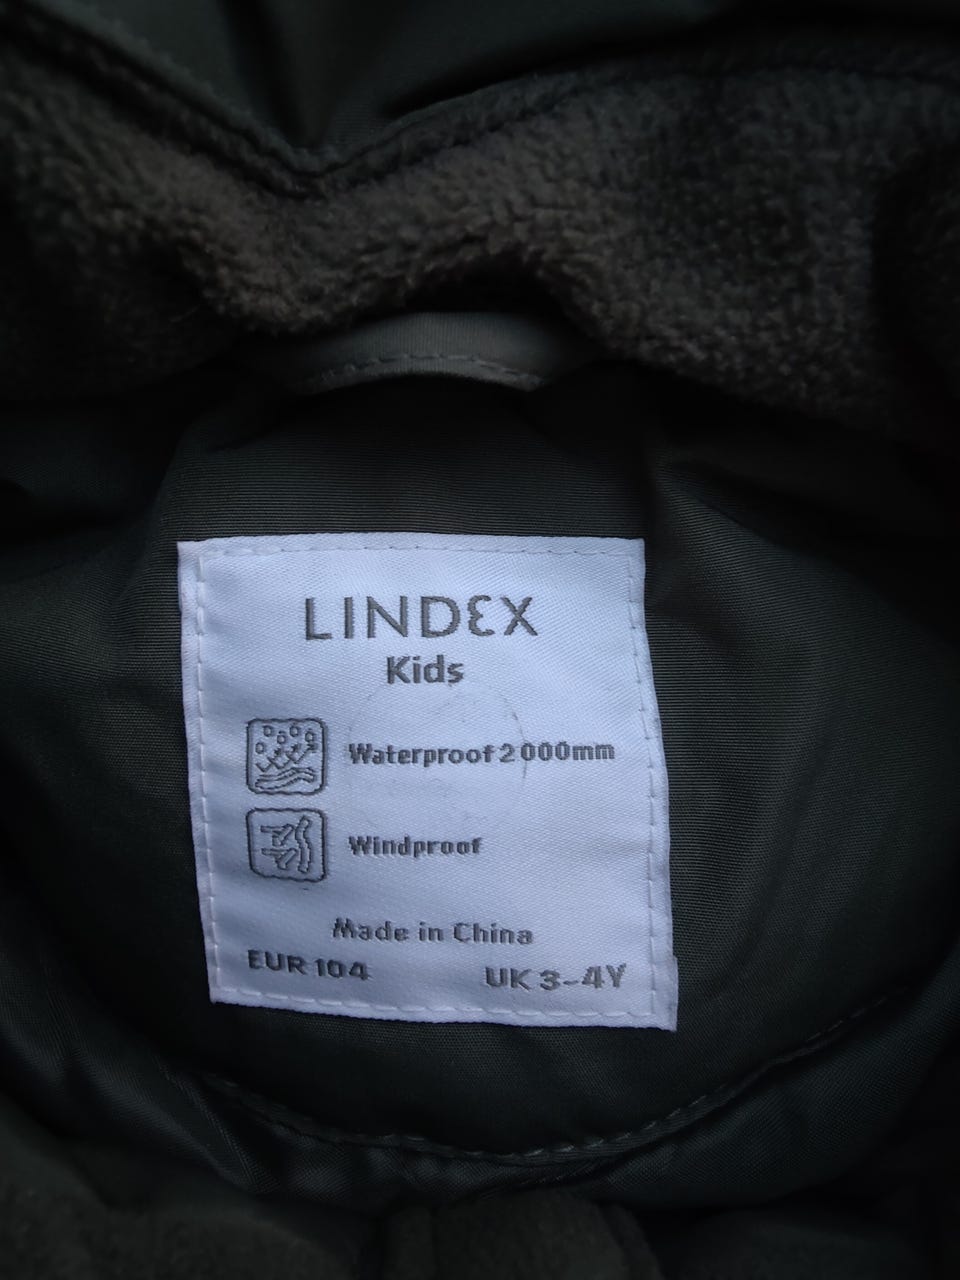 LINDEX
Kids
Waterproof 2 000mm
Windproof
Made in China
EUR 104 UK 3-4Y